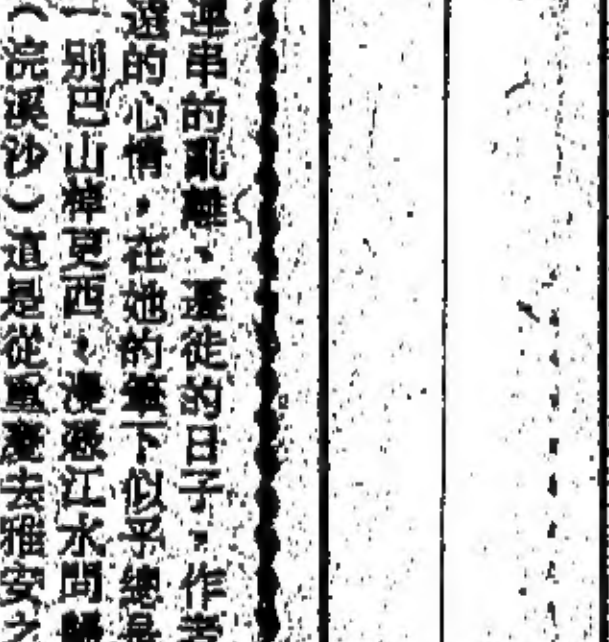 連串的亂離、遷徙的日子，作者
遠的心情，在她的筆下似乎總是
一別巴山棹更西，漫憑江水問歸
（浣溪沙）這是從重慶去雅安之